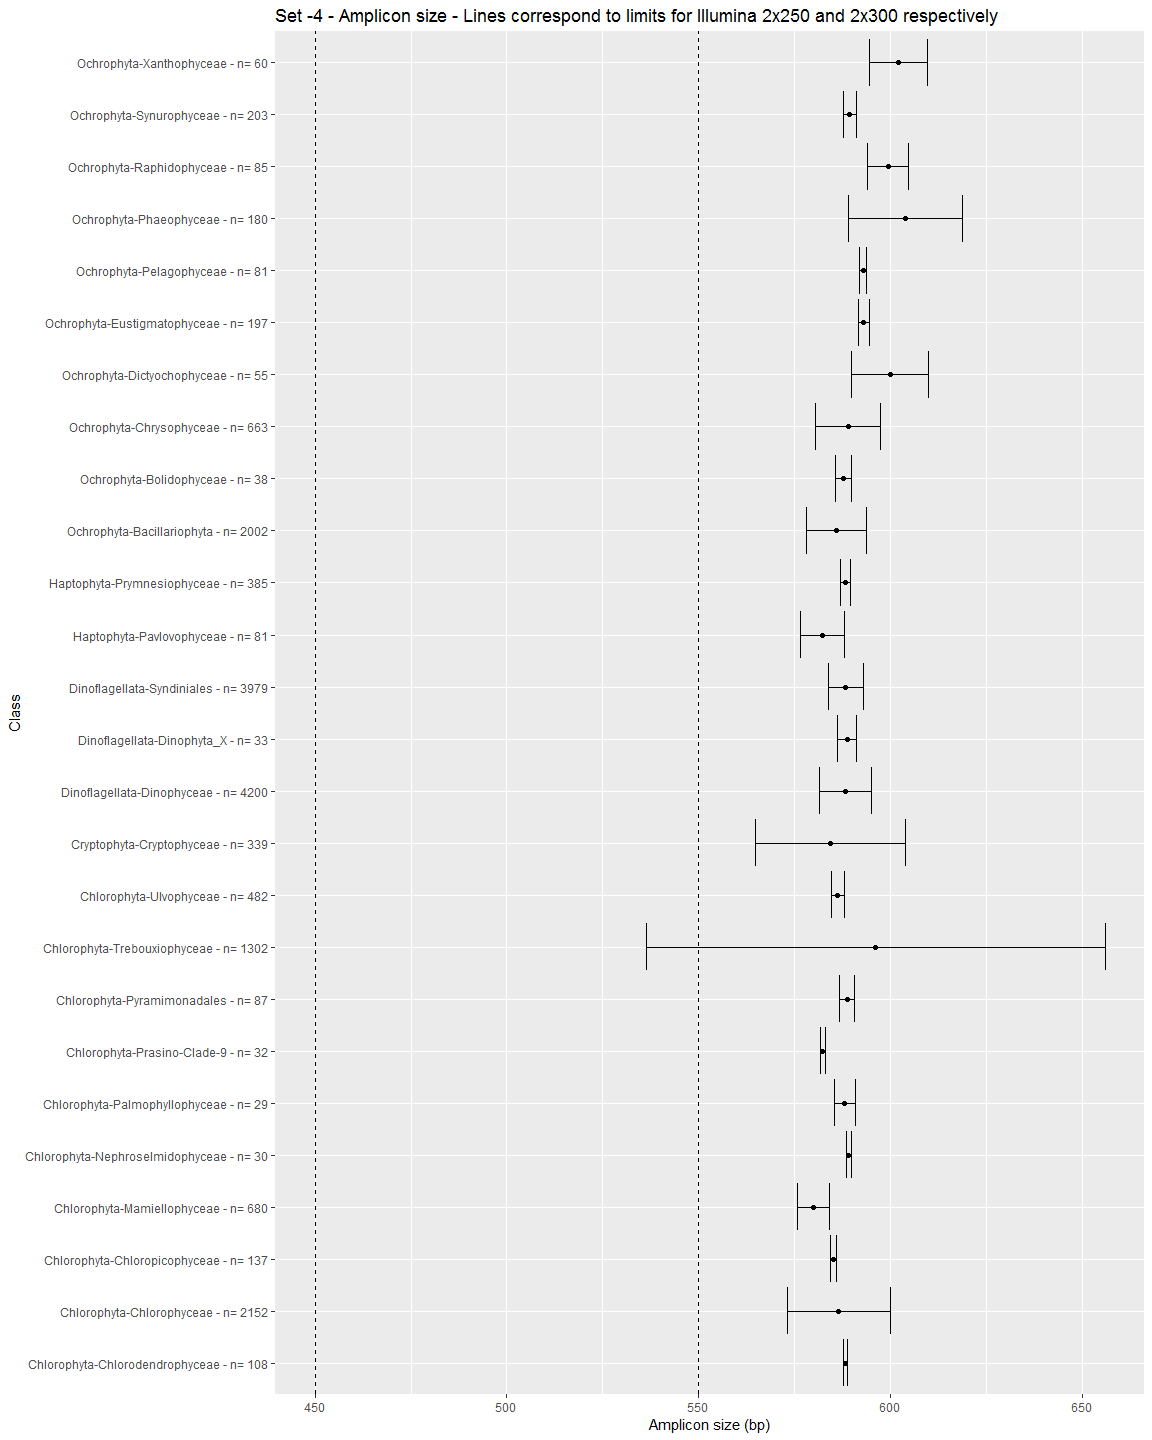 Set -4 - Amplicon size - Lines correspond to limits for Illumina 2x250 and 2x300 respectively
Ochrophyta-Xanthophyceae - n= 60
Ochrophyta-Synurophyceae - n= 203
Ochrophyta-Raphidophyceae - n= 85
Ochrophyta-Phaeophyceae - n= 180
Ochrophyta-Pelagophyceae - n= 81
Ochrophyta-Eustigmatophyceae - n= 197
Ochrophyta-Dictyochophyceae - n= 55
Ochrophyta-Chrysophyceae - n= 663
Ochrophyta-Bolidophyceae - n= 38
Ochrophyta-Bacillariophyta - n= 2002
Haptophyta-Prymnesiophyceae - n= 385
Haptophyta-Pavlovophyceae - n= 81
Dinoflagellata-Syndiniales - n= 3979
Dinoflagellata-Dinophyta_X - n= 33
Dinoflagellata-Dinophyceae - n= 4200
Cryptophyta-Cryptophyceae - n= 339
Chlorophyta-Ulvophyceae - n= 482
Chlorophyta-Trebouxiophyceae - n= 1302
Chlorophyta-Pyramimonadales - n= 87
Chlorophyta-Prasino-Clade-9 - n= 32
Chlorophyta-Palmophyllophyceae - n= 29
Chlorophyta-Nephroselmidophyceae - n= 30
Chlorophyta-Mamiellophyceae - n= 680
Chlorophyta-Chloropicophyceae - n= 137
Chlorophyta-Chlorophyceae - n= 2152
Chlorophyta-Chlorodendrophyceae - n= 108
Class
450 500 550 600 650
Amplicon size (bp)